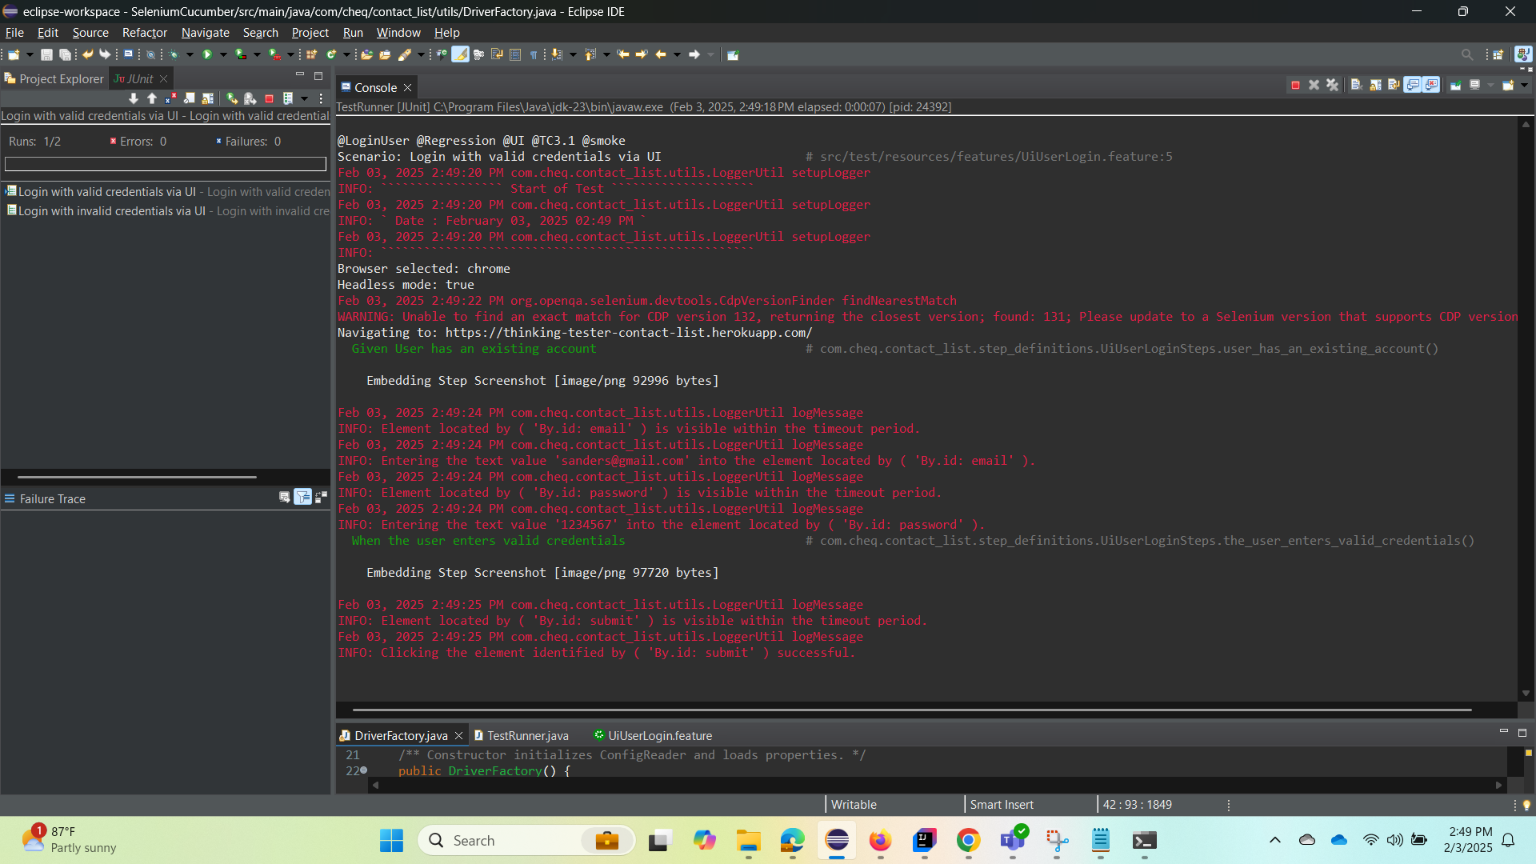 eclipse-workspace - SeleniumCucumber/src/main/java/com/cheq/contact_list/utils/DriverFactory.java - Eclipse IDE
File Edit Source Refactor Navigate Search Project Run Window Help
Project Explorer JUnit
Login with valid credentials via UI - Login with valid credential
Runs: 1/2 Errors: 0 Failures: 0
Login with valid credentials via UI - Login with valid creden
Login with invalid credentials via UI - Login with invalid cre
Failure Trace
Console
TestRunner [JUnit] C:\Program Files\Java\jdk-23\bin\javaw.exe (Feb 3, 2025, 2:49:18 PM elapsed: 0:00:07) [pid: 24392]
@LoginUser @Regression @UI @TC3.1 @smoke
Scenario: Login with valid credentials via UI # src/test/resources/features/UiUserLogin.feature:5
Feb 03, 2025 2:49:20 PM com.cheq.contact_list.utils.LoggerUtil setupLogger
INFO: ````````````````` Start of Test ````````````````````
Feb 03, 2025 2:49:20 PM com.cheq.contact_list.utils.LoggerUtil setupLogger
INFO: ` Date : February 03, 2025 02:49 PM `
Feb 03, 2025 2:49:20 PM com.cheq.contact_list.utils.LoggerUtil setupLogger
INFO: ````````````````````````````````````````````````````
Browser selected: chrome
Headless mode: true
Feb 03, 2025 2:49:22 PM org.openqa.selenium.devtools.CdpVersionFinder findNearestMatch
WARNING: Unable to find an exact match for CDP version 132, returning the closest version; found: 131; Please update to a Selenium version that supports CDP version
Navigating to: https://thinking-tester-contact-list.herokuapp.com/
Given User has an existing account # com.cheq.contact_list.step_definitions.UiUserLoginSteps.user_has_an_existing_account()
Embedding Step Screenshot [image/png 92996 bytes]
Feb 03, 2025 2:49:24 PM com.cheq.contact_list.utils.LoggerUtil logMessage
INFO: Element located by ( 'By.id: email' ) is visible within the timeout period.
Feb 03, 2025 2:49:24 PM com.cheq.contact_list.utils.LoggerUtil logMessage
INFO: Entering the text value 'sanders@gmail.com' into the element located by ( 'By.id: email' ).
Feb 03, 2025 2:49:24 PM com.cheq.contact_list.utils.LoggerUtil logMessage
INFO: Element located by ( 'By.id: password' ) is visible within the timeout period.
Feb 03, 2025 2:49:24 PM com.cheq.contact_list.utils.LoggerUtil logMessage
INFO: Entering the text value '1234567' into the element located by ( 'By.id: password' ).
When the user enters valid credentials # com.cheq.contact_list.step_definitions.UiUserLoginSteps.the_user_enters_valid_credentials()
Embedding Step Screenshot [image/png 97720 bytes]
Feb 03, 2025 2:49:25 PM com.cheq.contact_list.utils.LoggerUtil logMessage
INFO: Element located by ( 'By.id: submit' ) is visible within the timeout period.
Feb 03, 2025 2:49:25 PM com.cheq.contact_list.utils.LoggerUtil logMessage
INFO: Clicking the element identified by ( 'By.id: submit' ) successful.
DriverFactory.java TestRunner.java UiUserLogin.feature
21 /** Constructor initializes ConfigReader and loads properties. */
22 public DriverFactory() {
Writable Smart Insert 42 : 93 : 1849
1 87°F
Partly sunny
Search
2:49 PM
2/3/2025